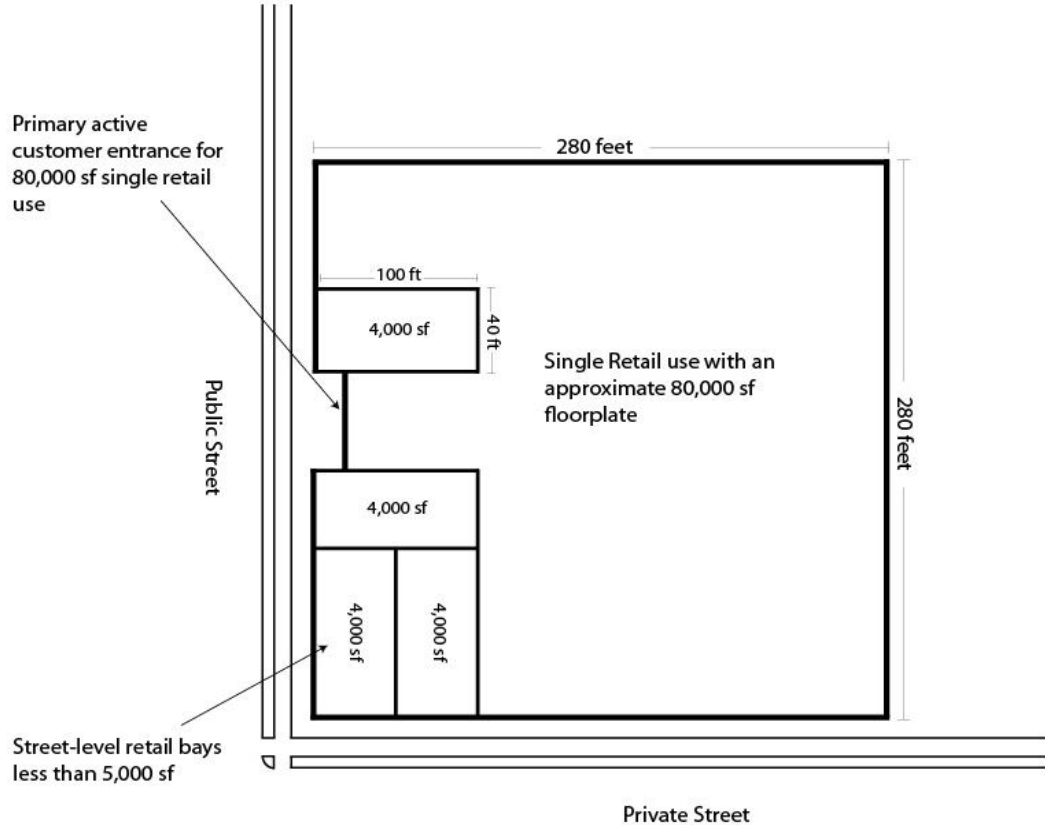 Primary active
customer entrance for
80,000 sf single retail
use
280 feet
100 ft
4,000 sf
40 ft
Single Retail use with an
approximate 80,000 sf
floorplate
280 feet
Public Street
4,000 sf
4,000 sf
4,000 sf
Street-level retail bays
less than 5,000 sf
Private Street